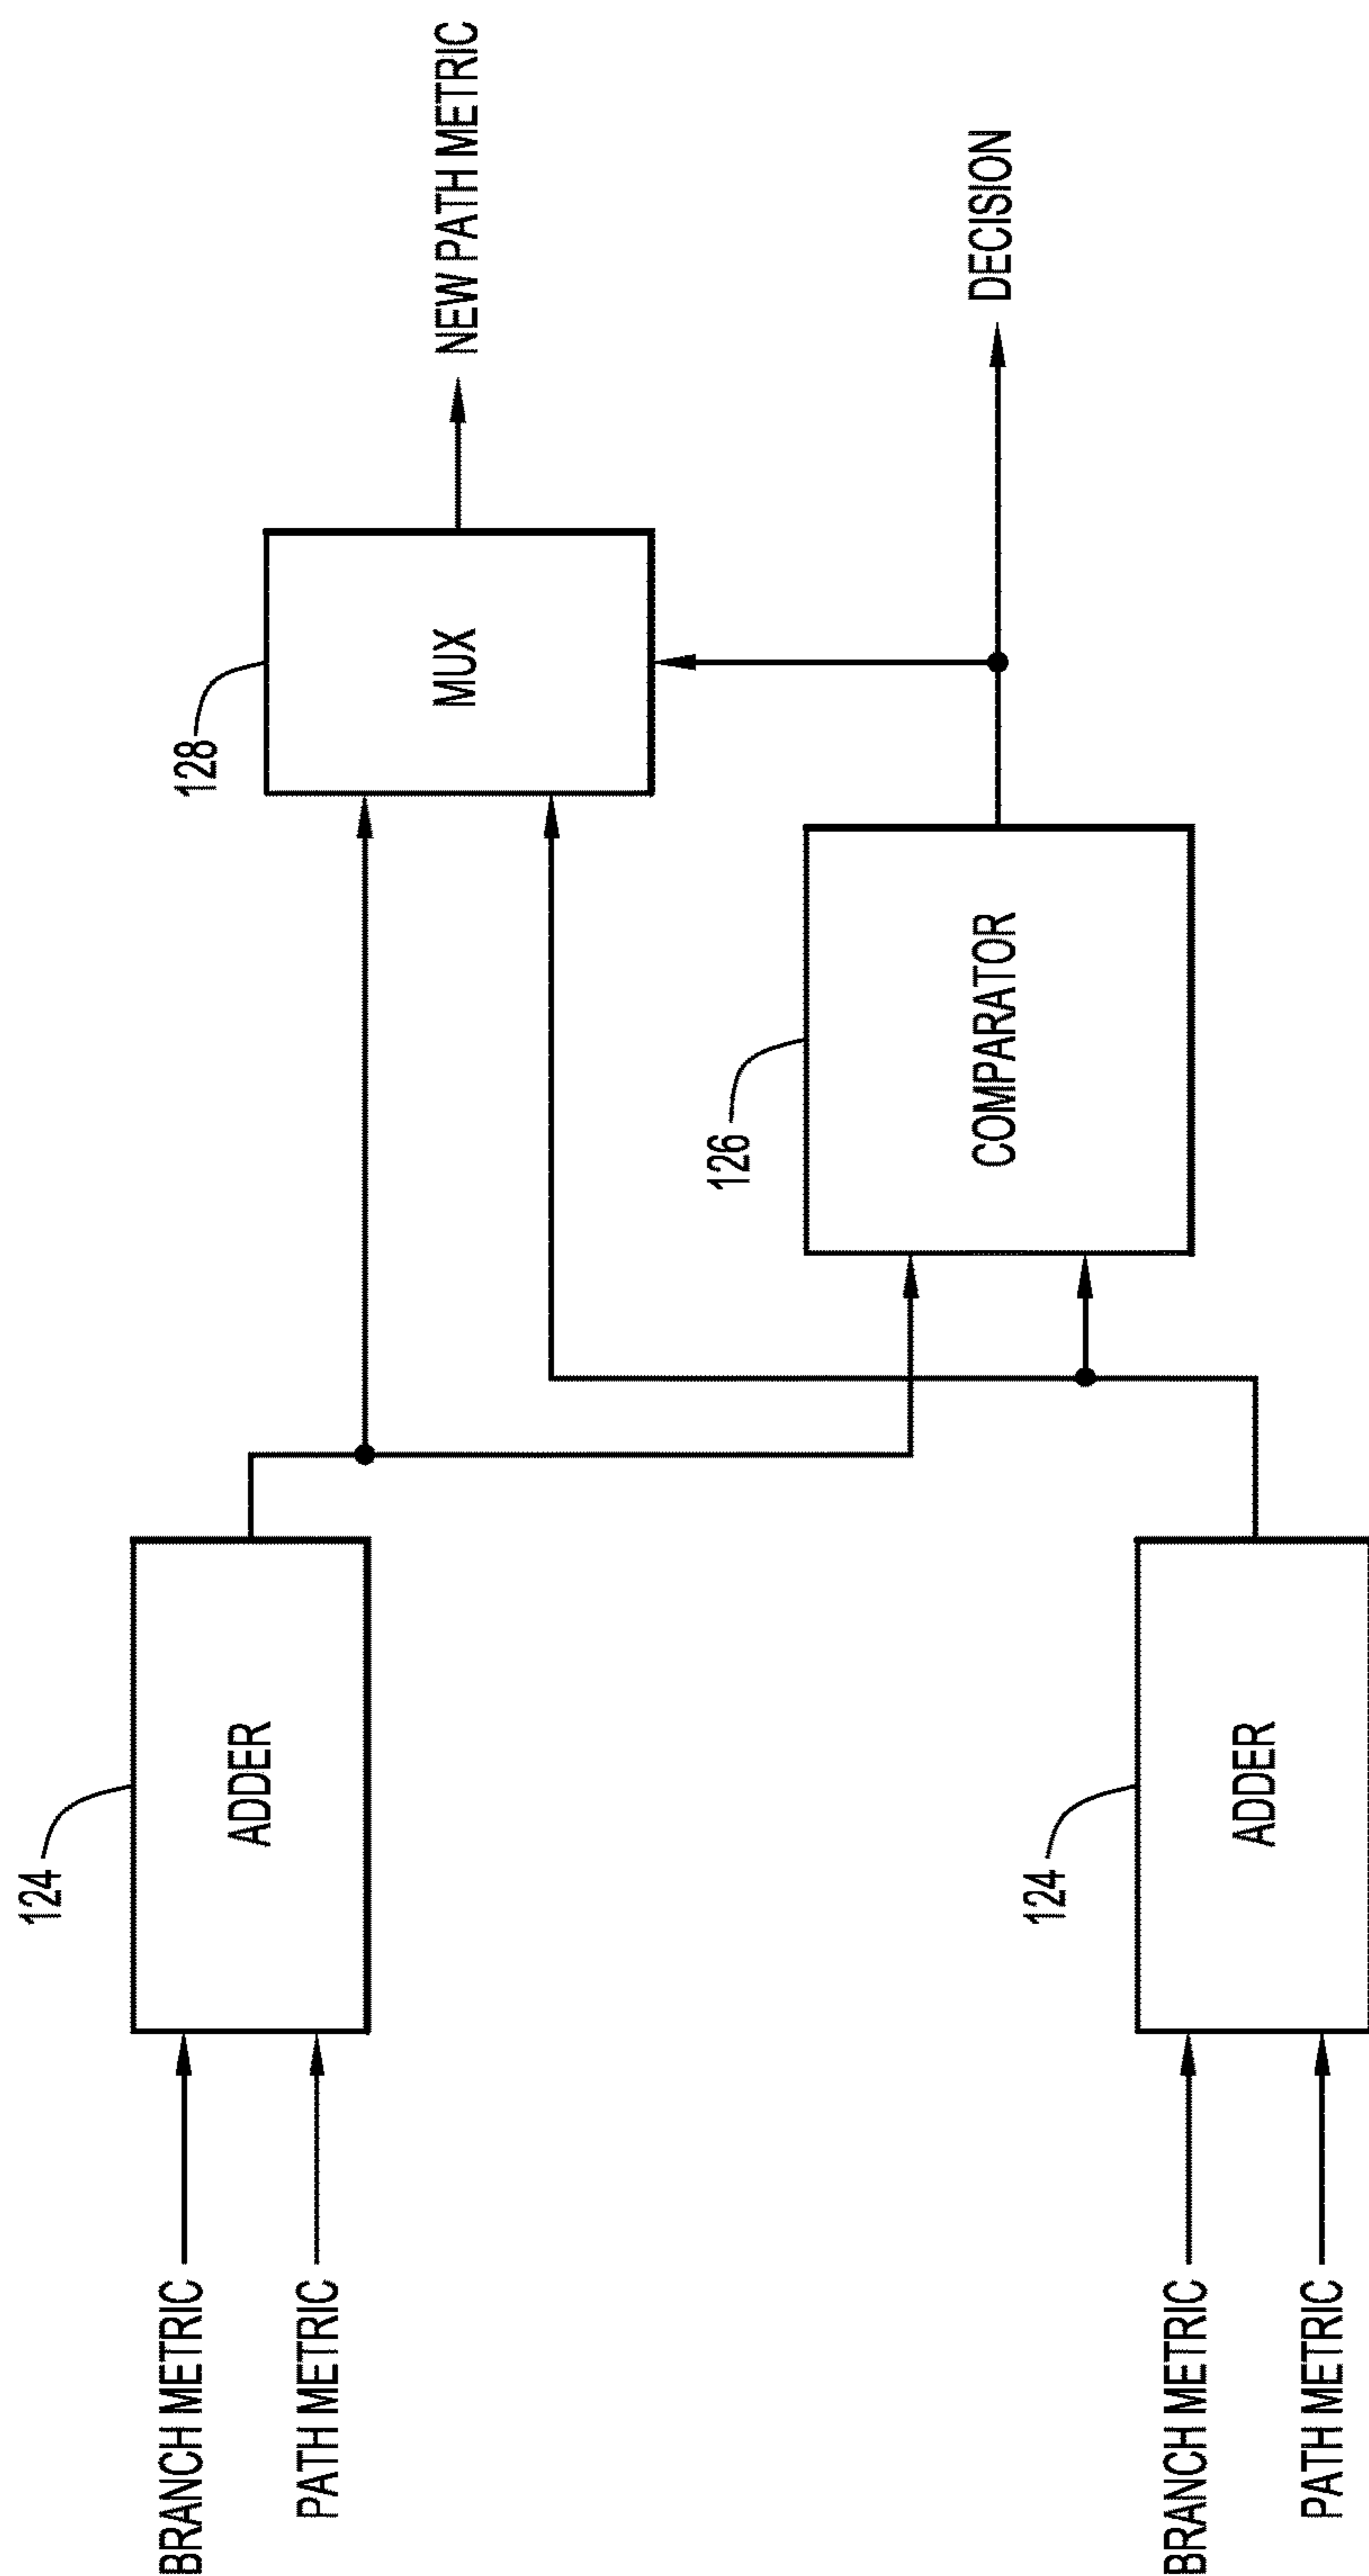 BRANCH METRIC
PATH METRIC
124
ADDER
128
MUX
NEW PATH METRIC
126
COMPARATOR
DECISION
BRANCH METRIC
PATH METRIC
124
ADDER